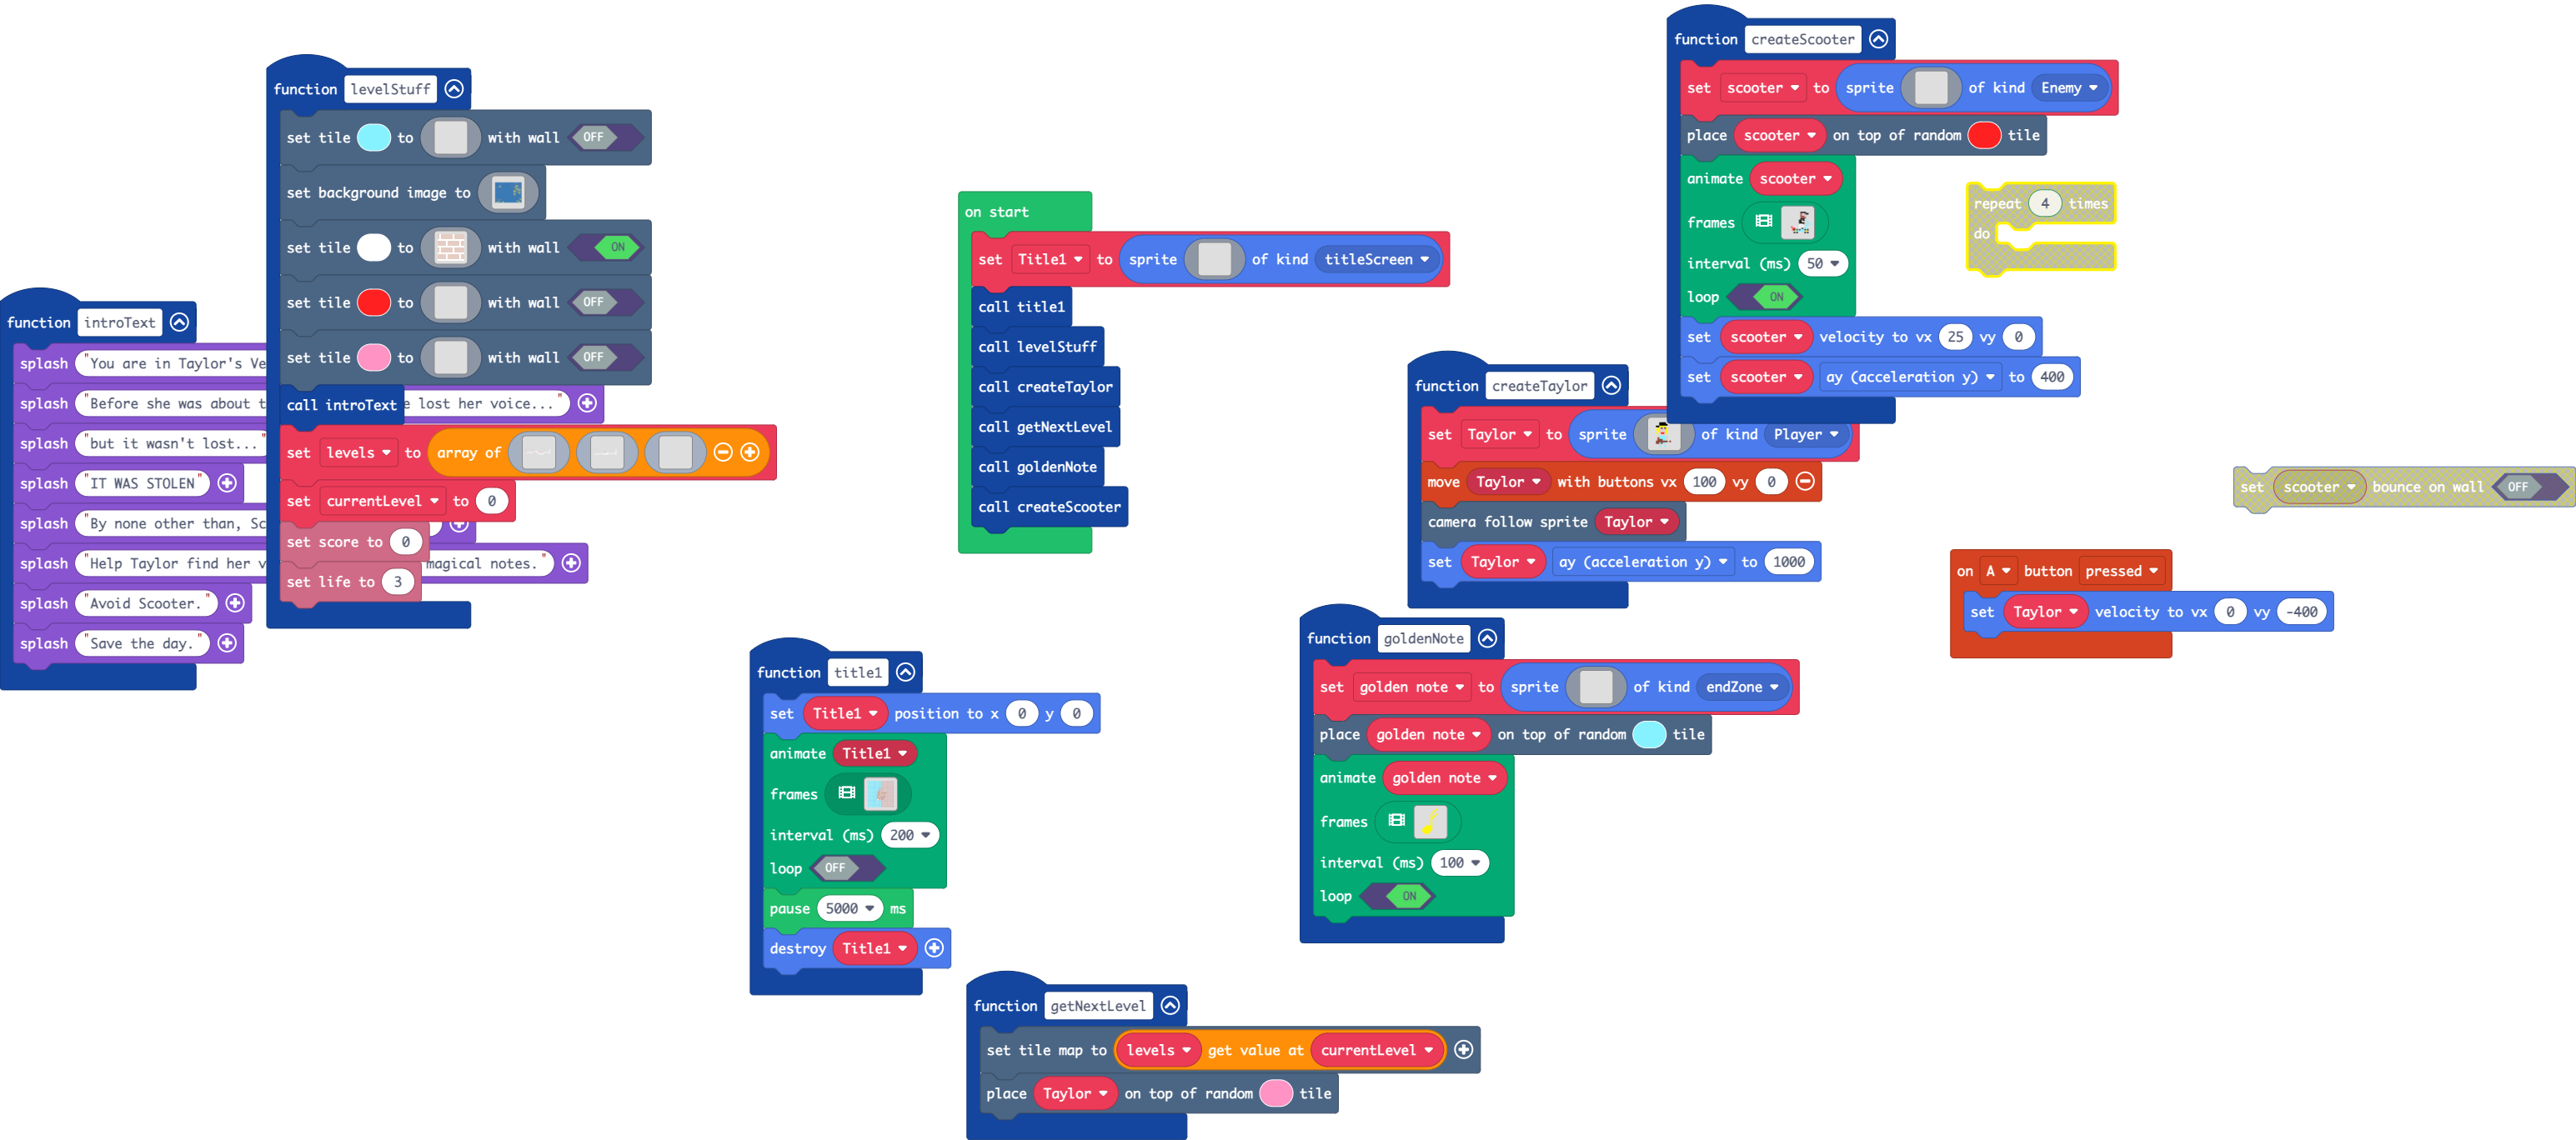 function introText
splash "You are in Taylor's Ve
splash "Before she was about t e lost her voice..."
splash "but it wasn't lost..."
splash "IT WAS STOLEN"
splash "By none other than, Sc
splash "Help Taylor find her v magical notes."
splash "Avoid Scooter."
splash "Save the day."
function levelStuff
set tile to with wall OFF
set background image to
set tile to with wall ON
set tile to with wall OFF
set tile to with wall OFF
call introText
set levels to array of
set currentLevel to 0
set score to 0
set life to 3
on start
set Title1 to sprite of kind titleScreen
call title1
call levelStuff
call createTaylor
call getNextLevel
call goldenNote
call createScooter
function title1
set Title1 position to x 0 y 0
animate Title1
frames
interval (ms) 200
loop OFF
pause 5000 ms
destroy Title1
function getNextLevel
set tile map to levels get value at currentLevel
place Taylor on top of random tile
function createTaylor
set Taylor to sprite of kind Player
move Taylor with buttons vx 100 vy 0
camera follow sprite Taylor
set Taylor ay (acceleration y) to 1000
function goldenNote
set golden note to sprite of kind endZone
place golden note on top of random tile
animate golden note
frames
interval (ms) 100
loop ON
function createScooter
set scooter to sprite of kind Enemy
place scooter on top of random tile
animate scooter
frames
interval (ms) 50
loop ON
set scooter velocity to vx 25 vy 0
set scooter ay (acceleration y) to 400
repeat 4 times
do
set scooter bounce on wall OFF
on A button pressed
set Taylor velocity to vx 0 vy -400